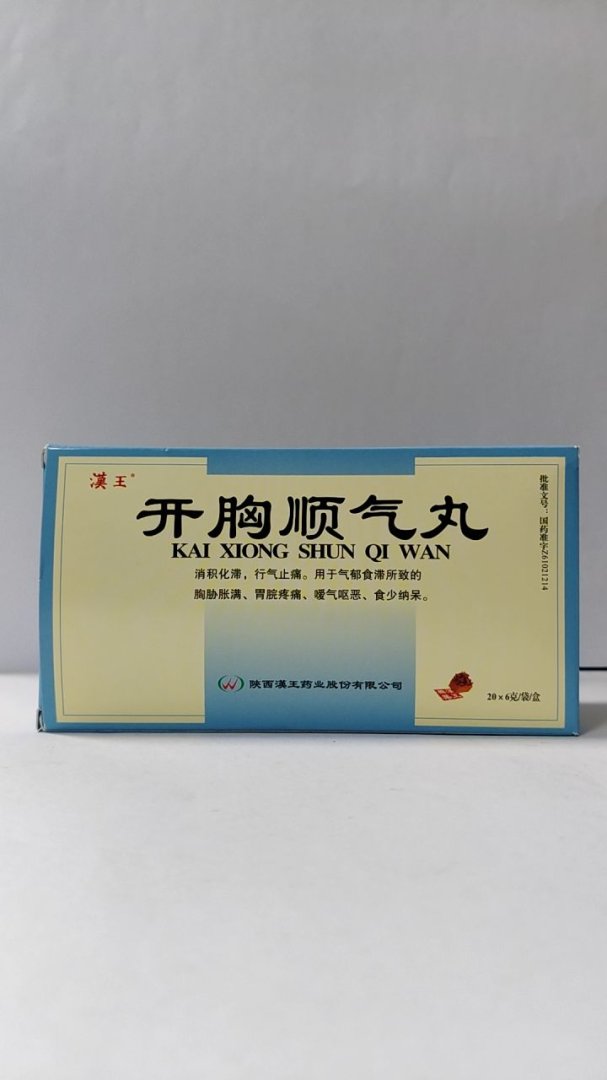 漢王®
开胸顺气丸
KAI XIONG SHUN QI WAN
消积化滞，行气止痛。用于气郁食滞所致的
胸胁胀满、胃脘疼痛、嗳气呕恶、食少纳呆。
批准文号：国药准字Z61021214
陕西漢王药业股份有限公司
20×6克/袋/盒